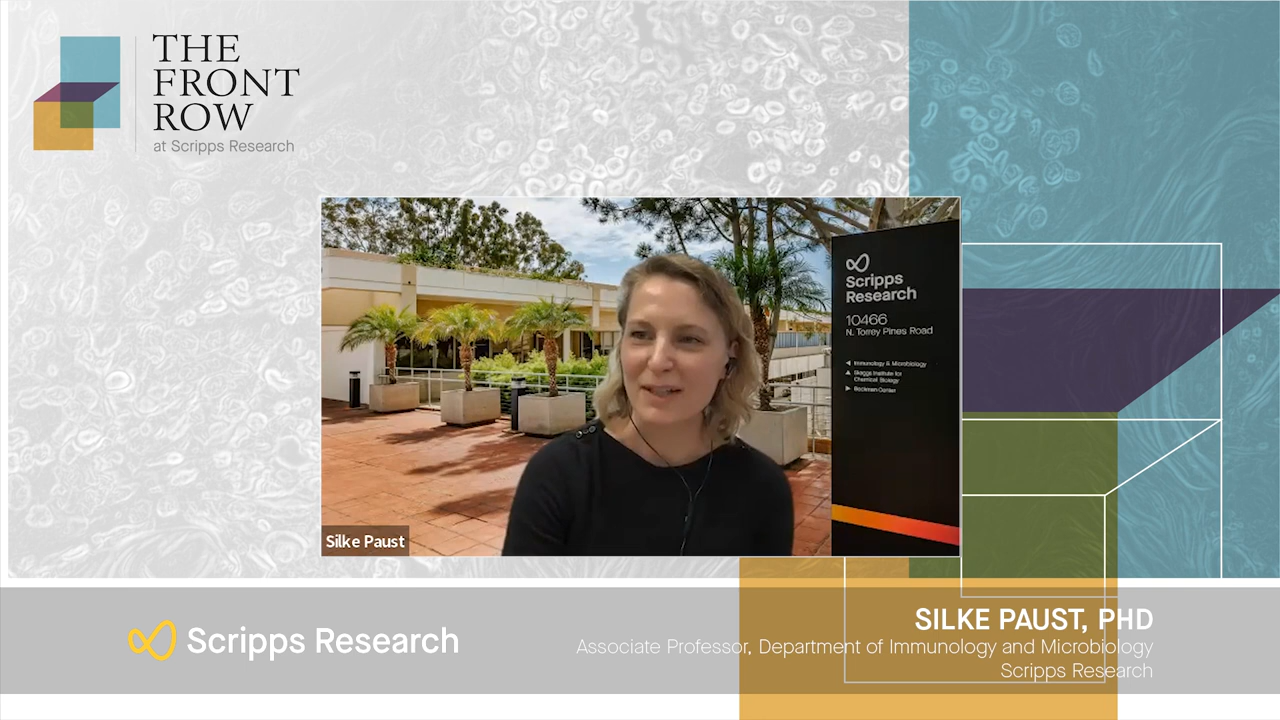 THE
FRONT
ROW
at Scripps Research
Scripps
Research
10466
N. Torrey Pines Road
Immunology & Microbiology
Skaggs Institute for
Chemical Biology
Beckman Center
Silke Paust
Scripps Research
SILKE PAUST, PHD
Associate Professor, Department of Immunology and Microbiology
Scripps Research